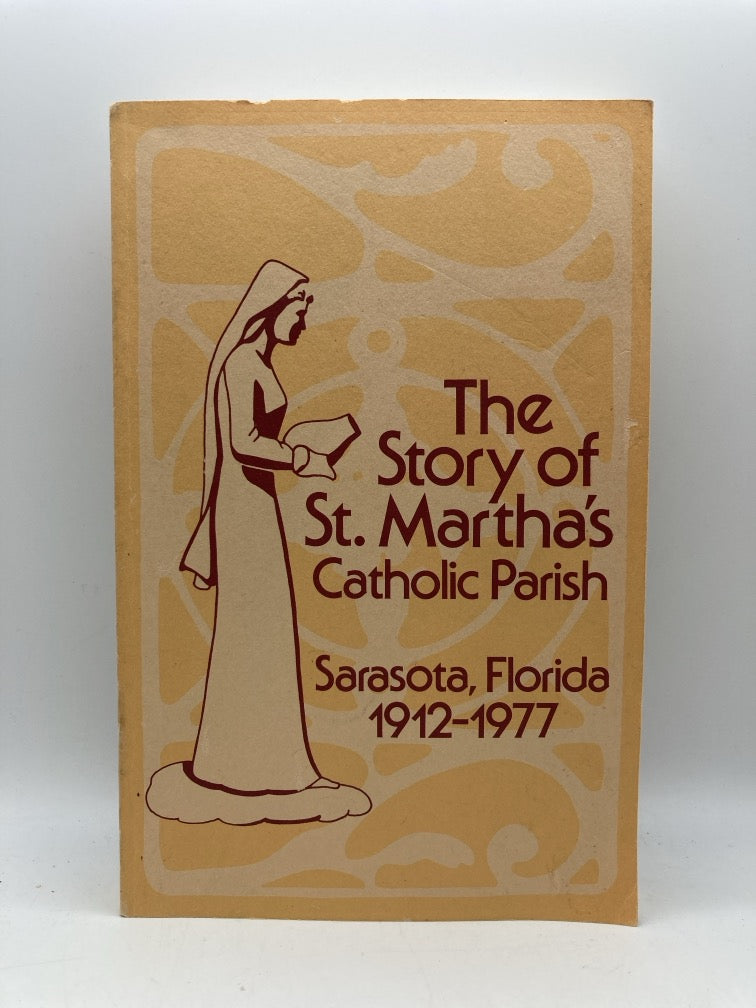 The
Story of
St. Martha's
Catholic Parish
Sarasota, Florida
1912-1977